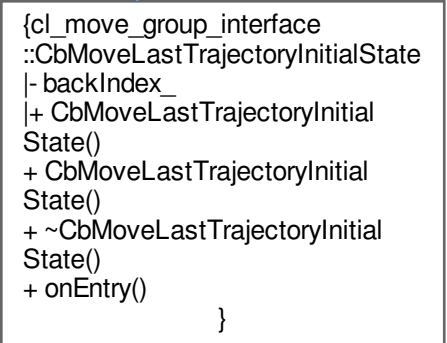 {cl_move_group_interface
::CbMoveLastTrajectoryInitialState
|- backIndex_
|+ CbMoveLastTrajectoryInitial
State()
+ CbMoveLastTrajectoryInitial
State()
+ ~CbMoveLastTrajectoryInitial
State()
+ onEntry()
}